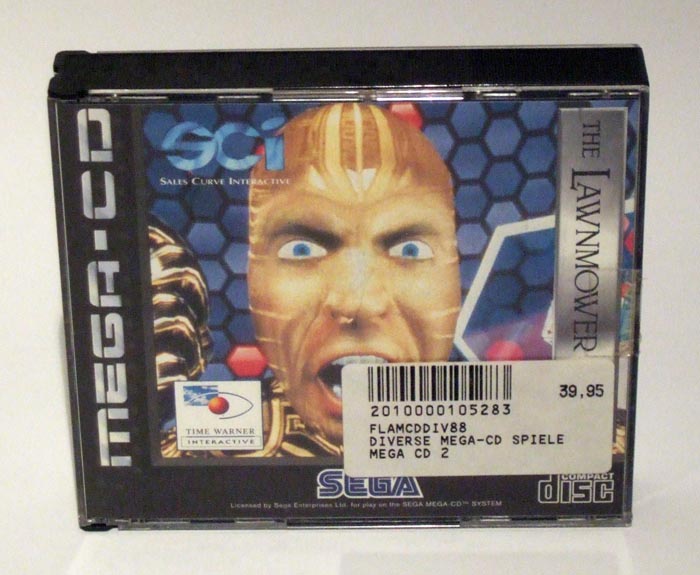 MEGA-CD
SCi
SALES CURVE INTERACTIVE
THE LAWNMOWER
TIME WARNER
INTERACTIVE
39,95
2010000105283
FLAMCDDIV88
DIVERSE MEGA-CD SPIELE
MEGA CD 2
SEGA
COMPACT
disc
Licensed by Sega Enterprises Ltd. for play on the SEGA MEGA-CD™ SYSTEM